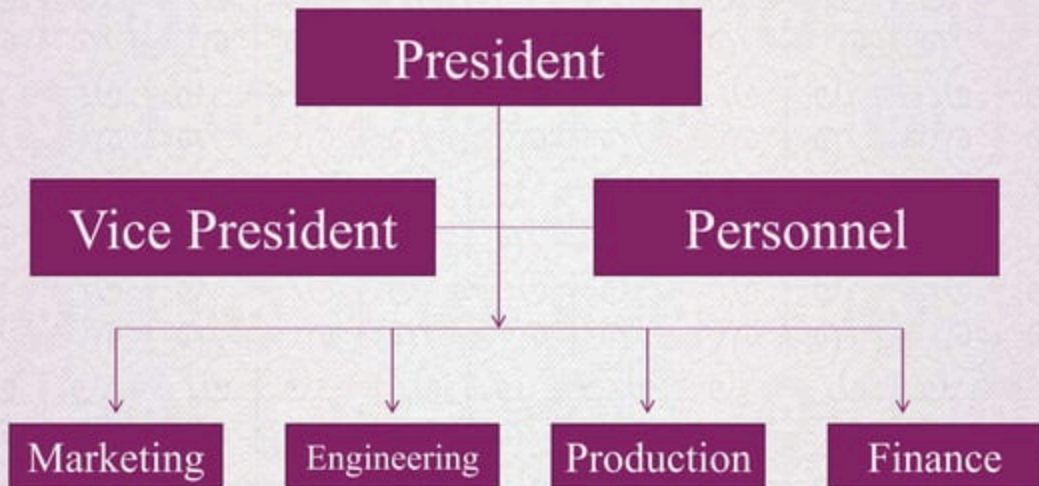 President
Vice President
Personnel
Marketing
Engineering
Production
Finance